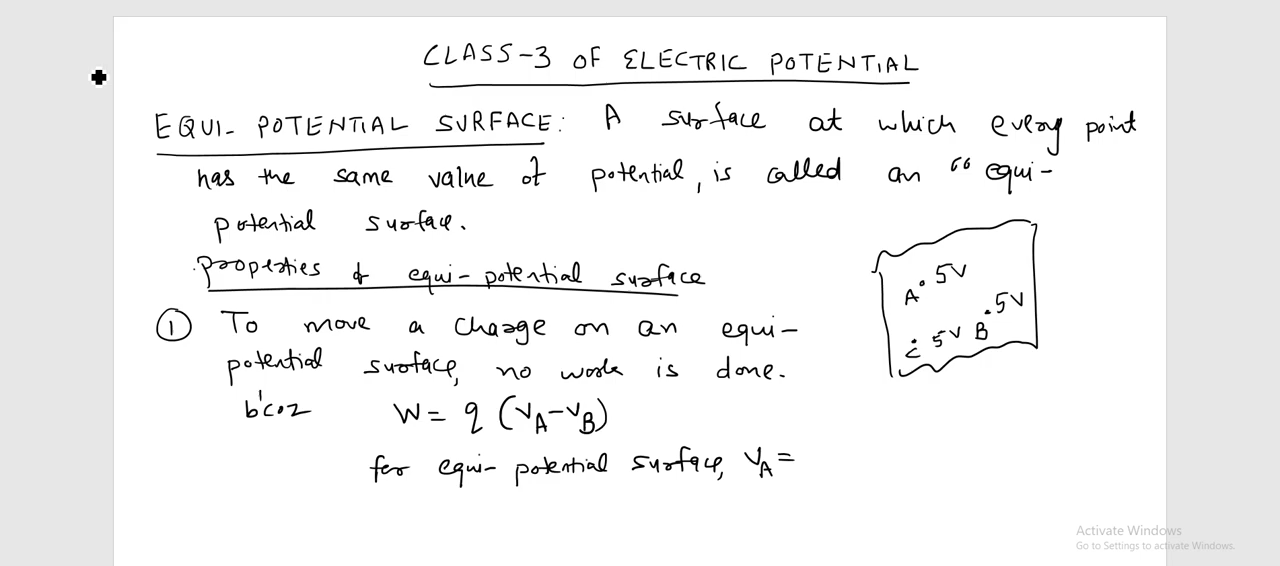 CLASS-3 OF ELECTRIC POTENTIAL
EQUI- POTENTIAL SURFACE: A surface at which every point
has the same value of potential, is called an “ equi-
potential surface.
properties of equi-potential surface
A 5V
.5V
C 5V B
① To move a charge on an equi-
potential surface, no work is done.
b'coz W = q (VA-VB)
for equi-potential surface, VA =
Activate Windows
Go to Settings to activate Windows.